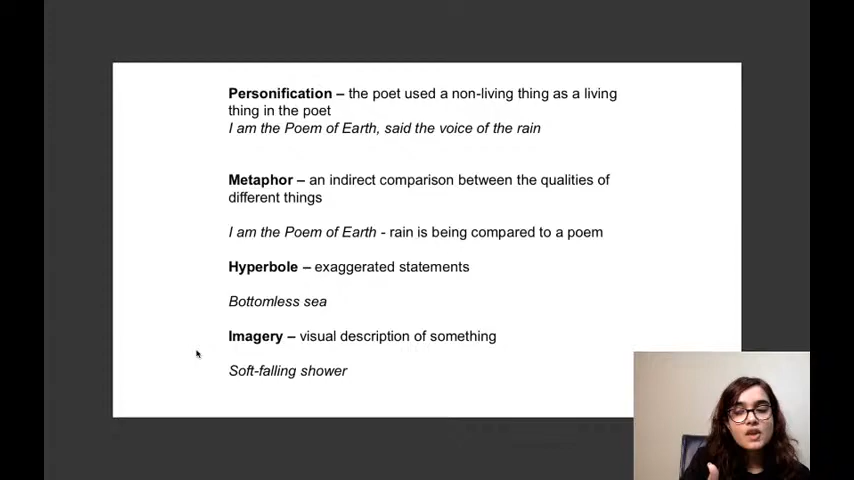 Personification – the poet used a non-living thing as a living
thing in the poet
I am the Poem of Earth, said the voice of the rain
Metaphor – an indirect comparison between the qualities of
different things
I am the Poem of Earth - rain is being compared to a poem
Hyperbole – exaggerated statements
Bottomless sea
Imagery – visual description of something
Soft-falling shower